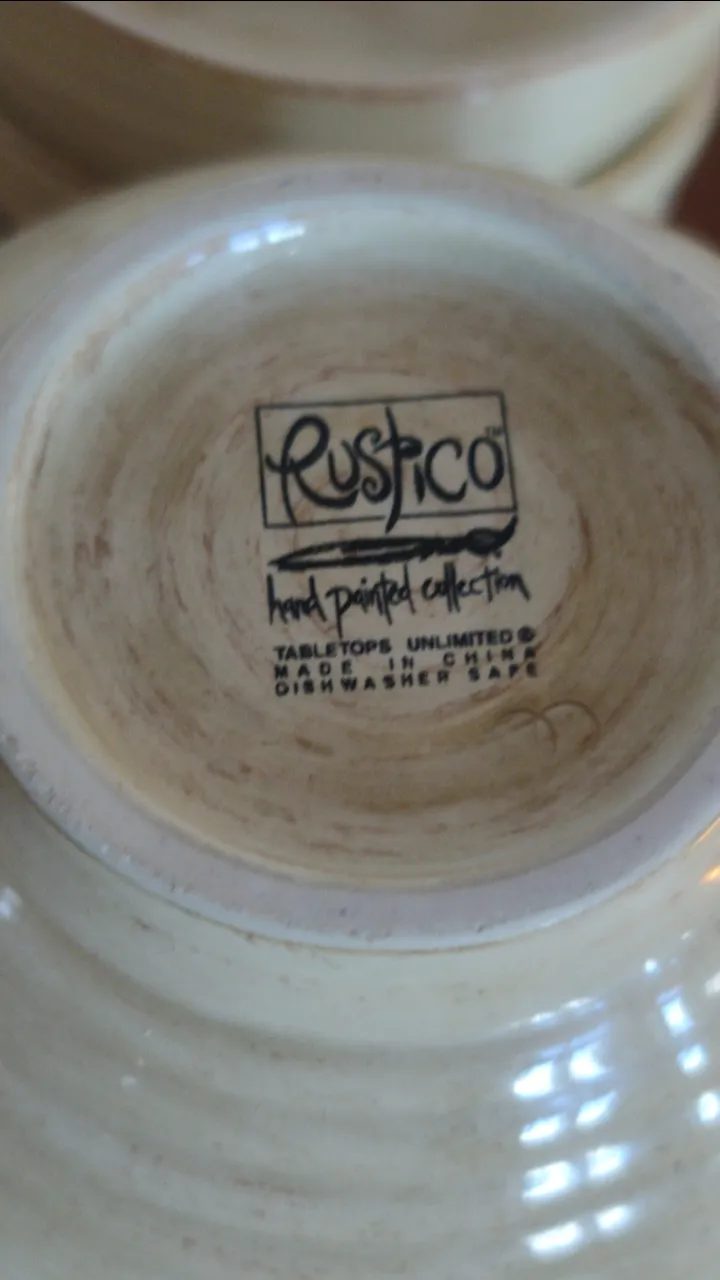 RUSTICO™
hand painted collection
TABLETOPS UNLIMITED®
MADE IN CHINA
DISHWASHER SAFE